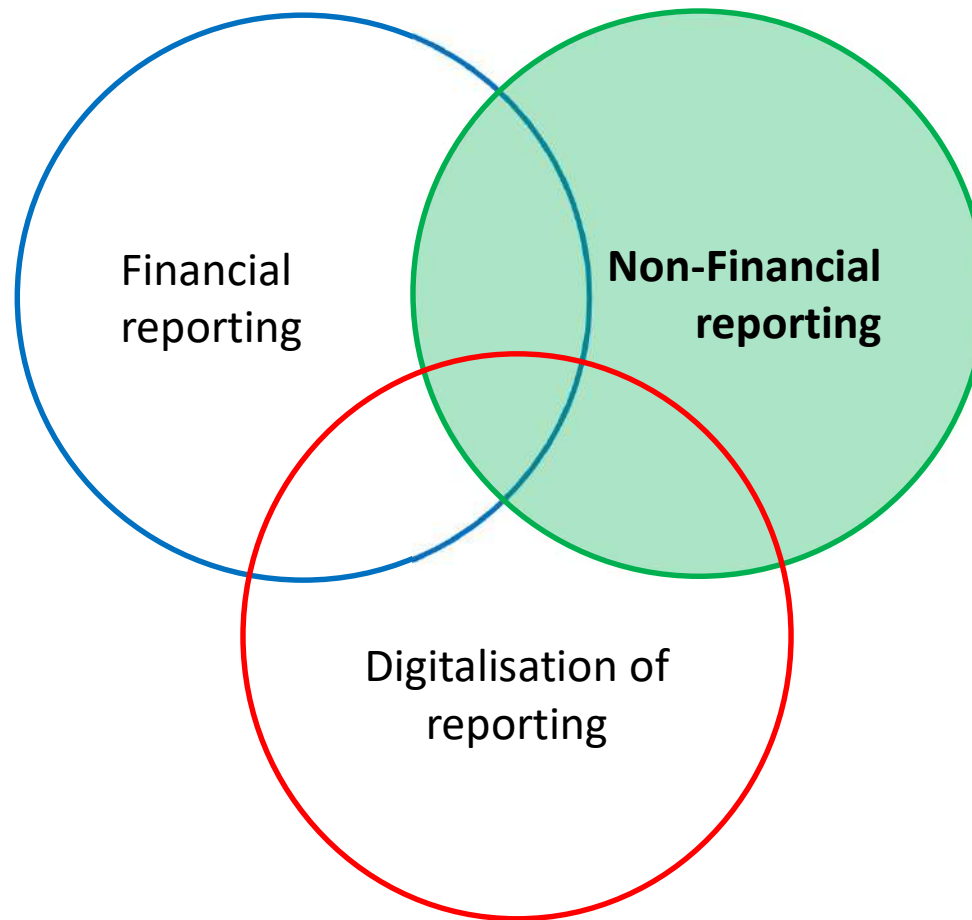 Financial
reporting
Non-Financial
reporting
Digitalisation of
reporting